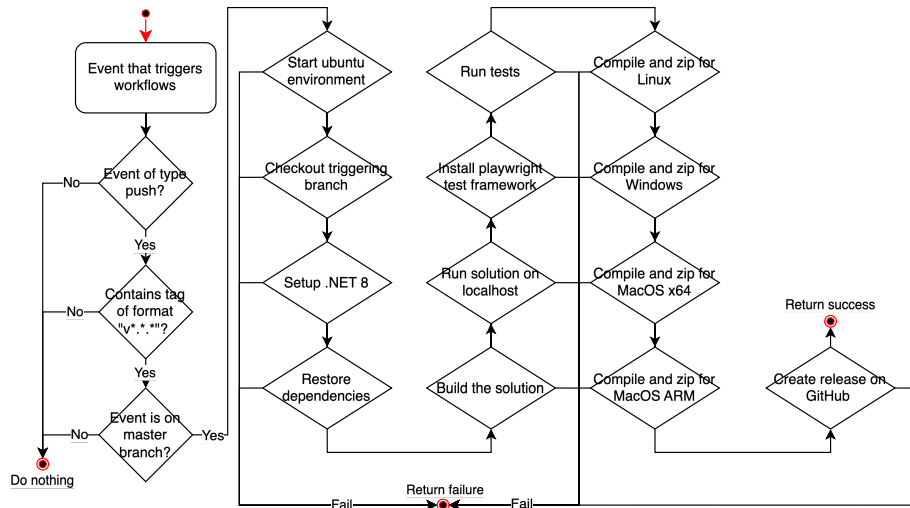 Event that triggers
workflows
Event of type
push?
No
Yes
Contains tag
of format
"v*.*.*"?
No
Yes
Event is on
master
branch?
No
Yes
Do nothing
Start ubuntu
environment
Checkout triggering
branch
Setup .NET 8
Restore
dependencies
Build the solution
Run solution on
localhost
Install playwright
test framework
Run tests
Compile and zip for
Linux
Compile and zip for
Windows
Compile and zip for
MacOS x64
Compile and zip for
MacOS ARM
Create release on
GitHub
Return success
Return failure
Fail
Fail